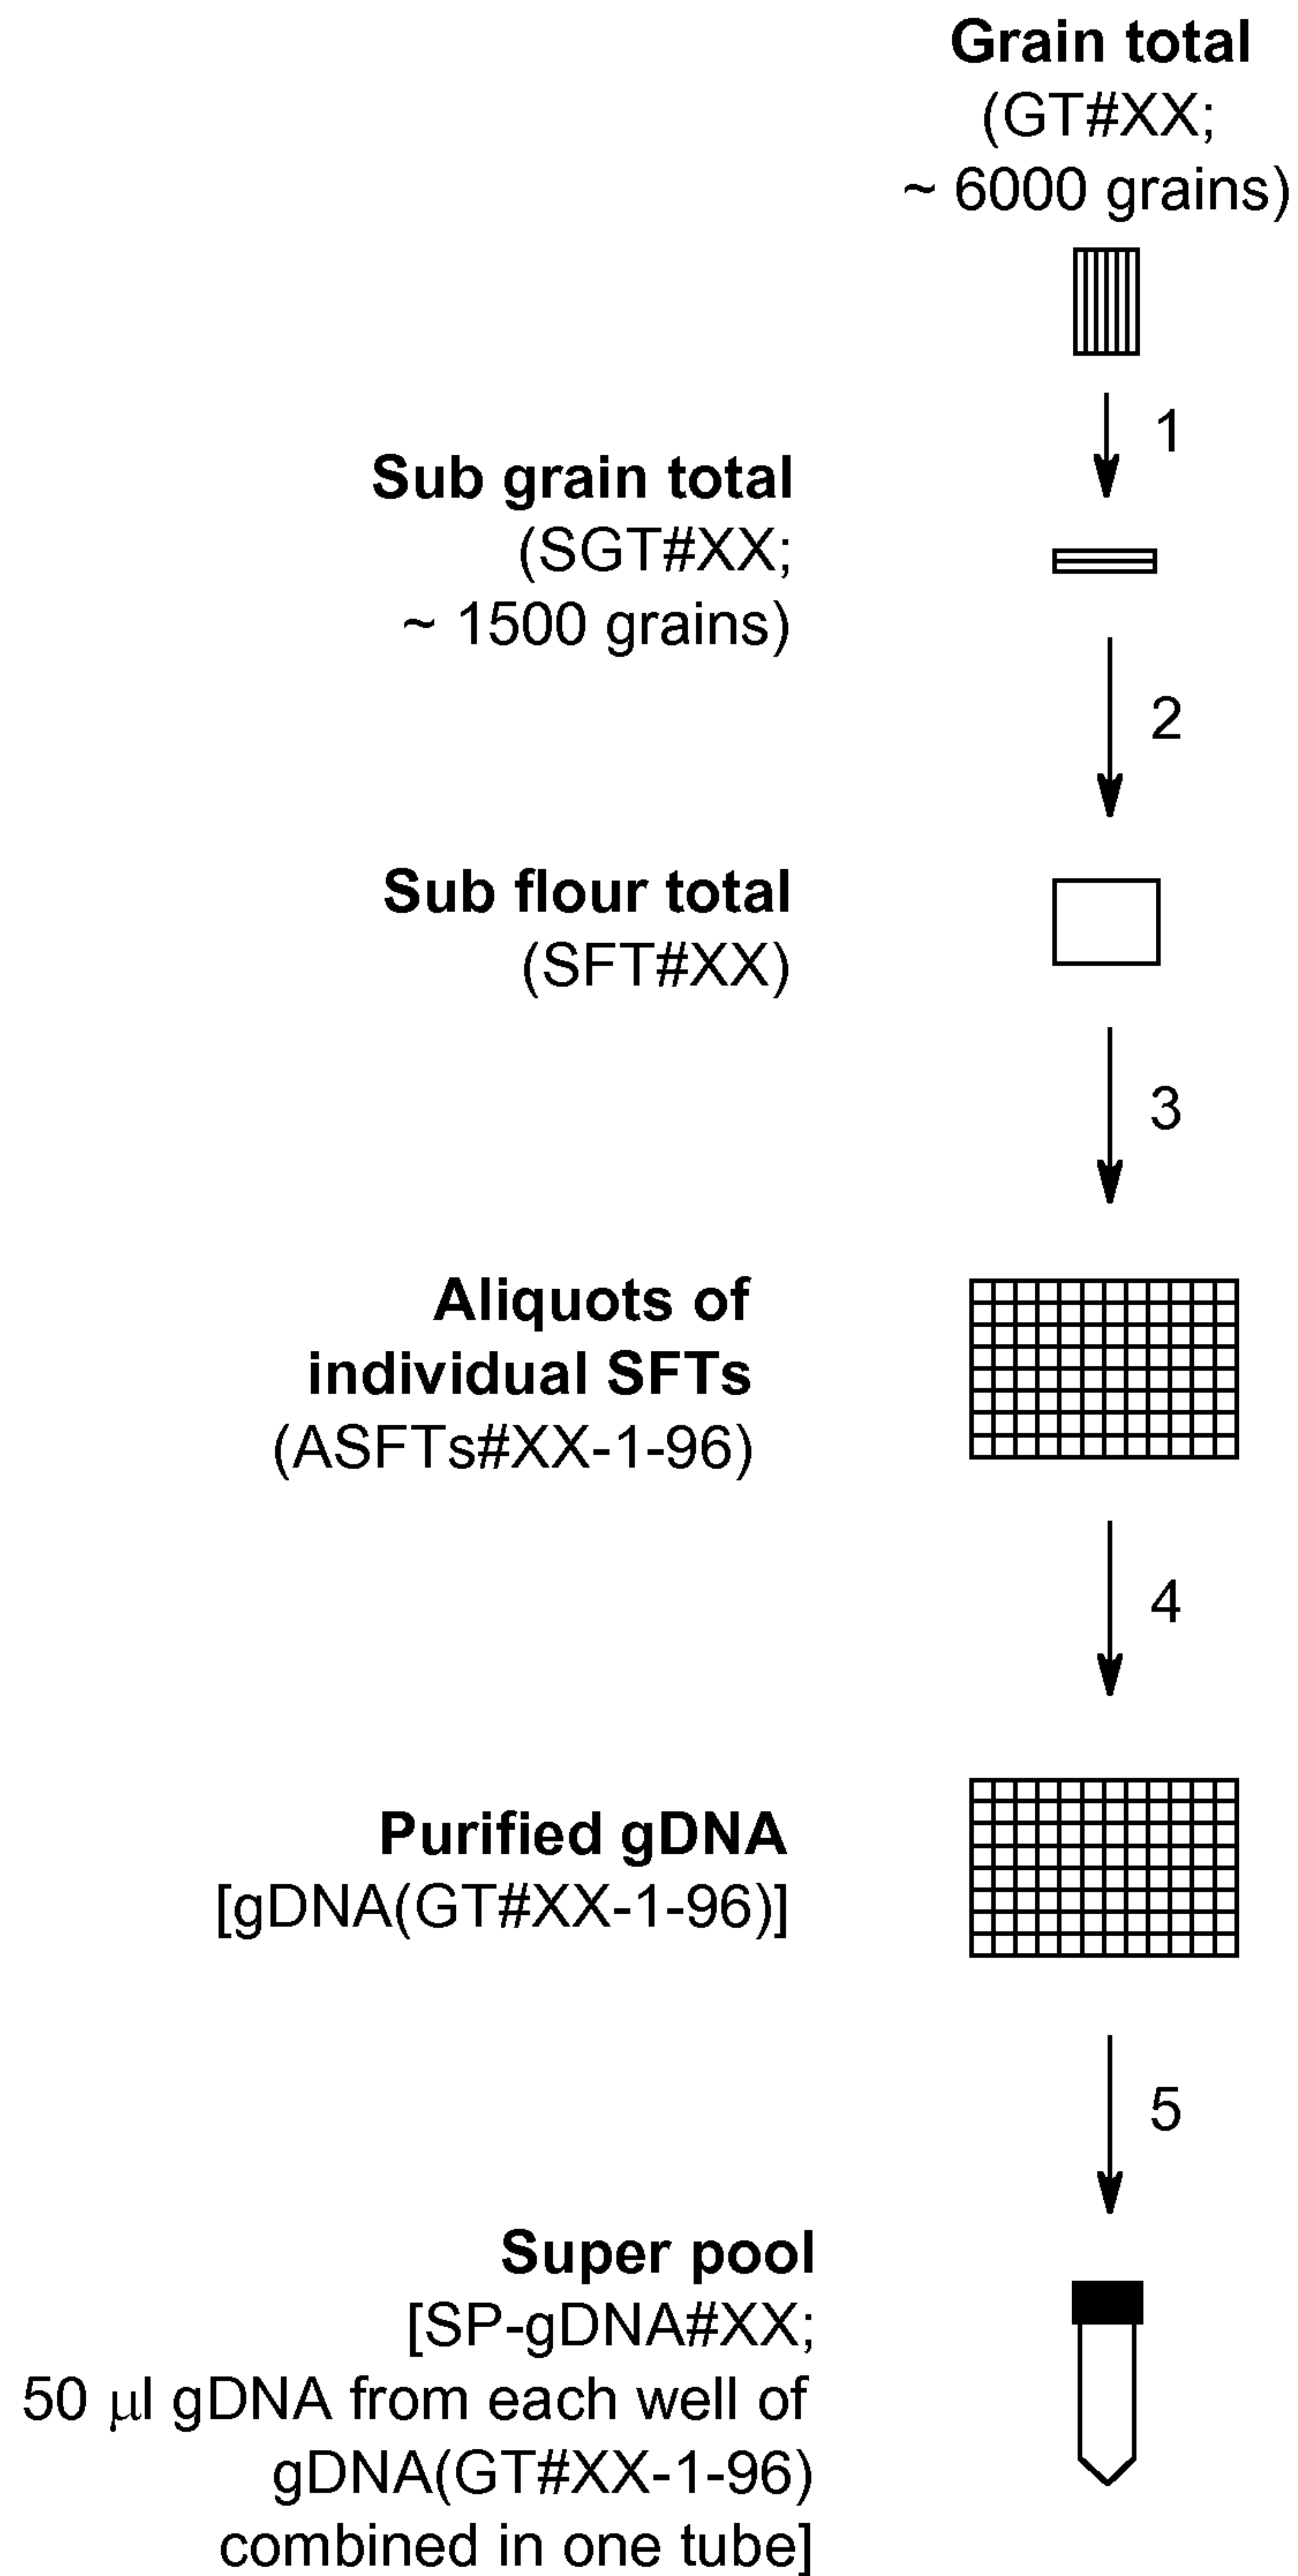 Grain total
(GT#XX;
~ 6000 grains)
1
Sub grain total
(SGT#XX;
~ 1500 grains)
2
Sub flour total
(SFT#XX)
3
Aliquots of
individual SFTs
(ASFTs#XX-1-96)
4
Purified gDNA
[gDNA(GT#XX-1-96)]
5
Super pool
[SP-gDNA#XX;
50 μl gDNA from each well of
gDNA(GT#XX-1-96)
combined in one tube]